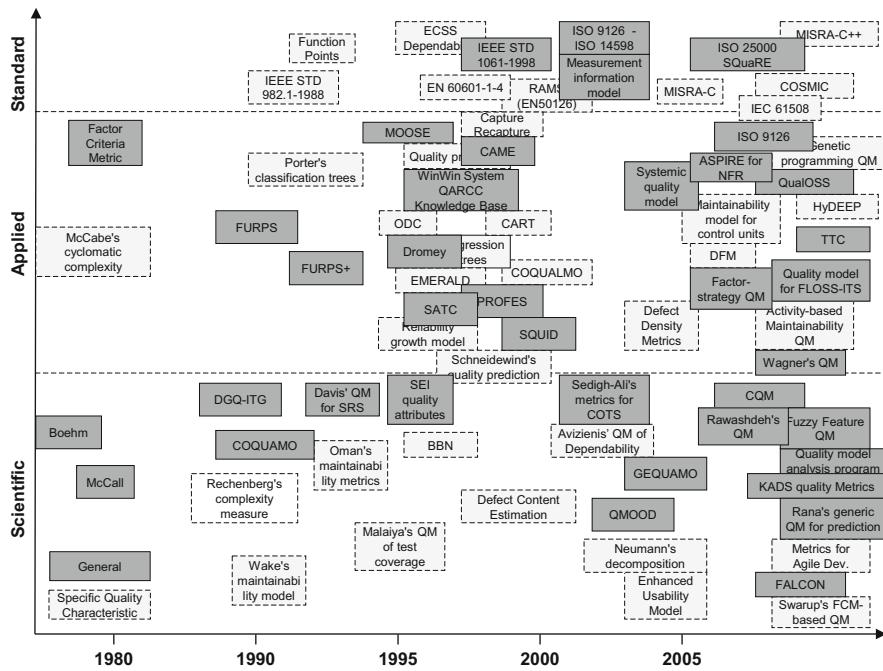 Standard
Function
Points
IEEE STD
982.1-1988
ECSS
Dependab
IEEE STD
1061-1998
EN 60601-1-4
RAMS
(EN50126)
ISO 9126 -
ISO 14598
Measurement
information
model
MISRA-C
ISO 25000
SQuaRE
MISRA-C++
COSMIC
IEC 61508
Applied
Factor
Criteria
Metric
Porter's
classification trees
MOOSE
Capture
Recapture
Quality pr
CAME
WinWin System
QARCC
Knowledge Base
ISO 9126
Genetic
programming QM
ASPIRE for
NFR
Systemic
quality
model
QualOSS
Maintainability
model for
control units
HyDEEP
McCabe's
cyclomatic
complexity
FURPS
FURPS+
ODC
CART
Dromey
gression
trees
EMERALD
COQUALMO
PROFES
SATC
Reliability
growth model
SQUID
Schneidewind's
quality prediction
TTC
DFM
Factor-
strategy QM
Quality model
for FLOSS-ITS
Defect
Density
Metrics
Activity-based
Maintainability
QM
Wagner's QM
Scientific
Boehm
McCall
General
Specific Quality
Characteristic
DGQ-ITG
Davis' QM
for SRS
SEI
quality
attributes
COQUAMO
Oman's
maintainabi
lity metrics
BBN
Rechenberg's
complexity
measure
Defect Content
Estimation
Malaiya's QM
of test
coverage
Wake's
maintainabi
lity model
Sedigh-Ali's
metrics for
COTS
Avizienis' QM of
Dependability
GEQUAMO
QMOOD
Neumann's
decomposition
Enhanced
Usability
Model
CQM
Rawashdeh's
QM
Fuzzy Feature
QM
Quality model
analysis program
KADS quality Metrics
Rana's generic
QM for prediction
Metrics for
Agile Dev.
FALCON
Swarup's FCM-
based QM
1980
1990
1995
2000
2005